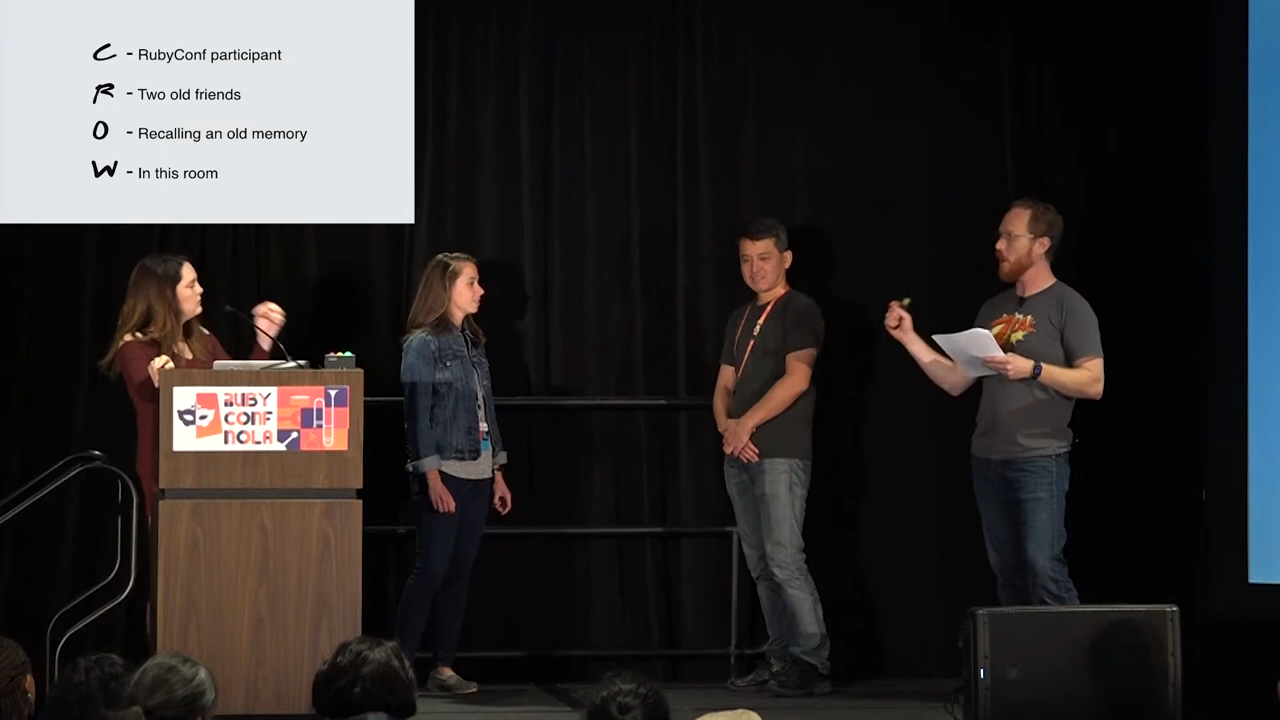 C - RubyConf participant
R - Two old friends
O - Recalling an old memory
W - In this room
RUBY
CONF
NOLA